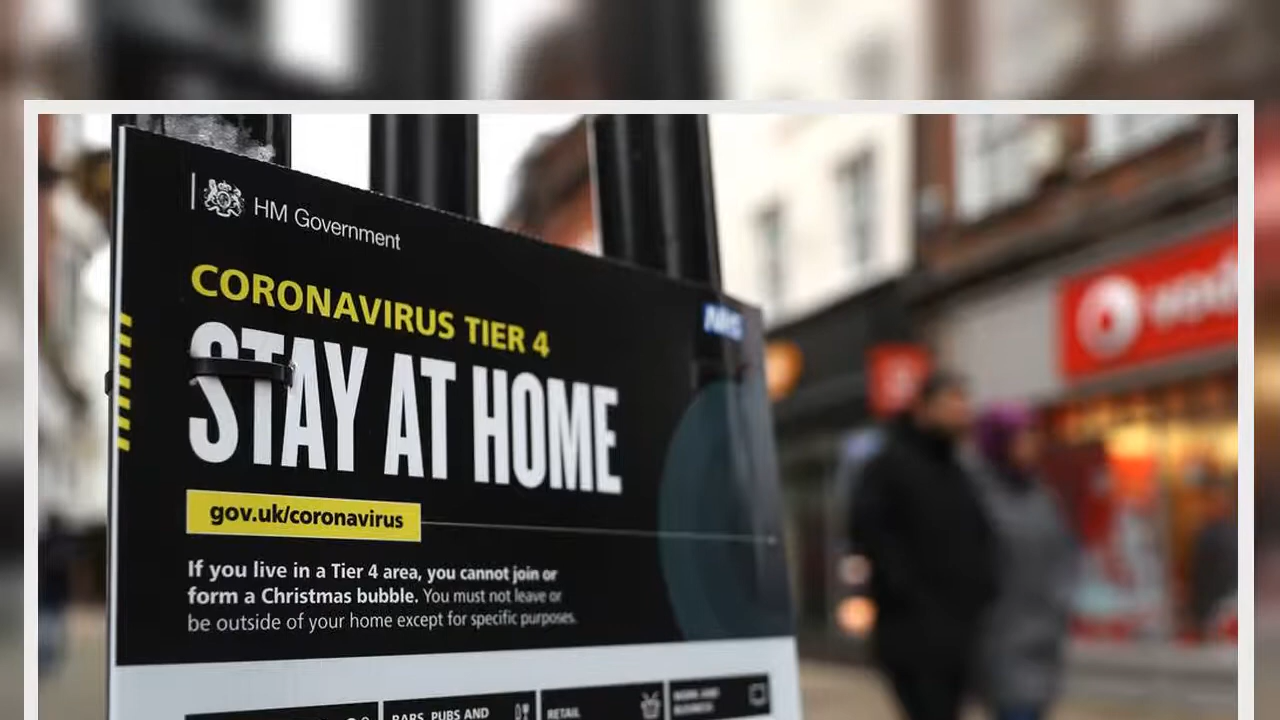 HM Government
CORONAVIRUS TIER 4
NHS
STAY AT HOME
gov.uk/coronavirus
If you live in a Tier 4 area, you cannot join or
form a Christmas bubble. You must not leave or
be outside of your home except for specific purposes.
BARS, PUBS AND
RETAIL